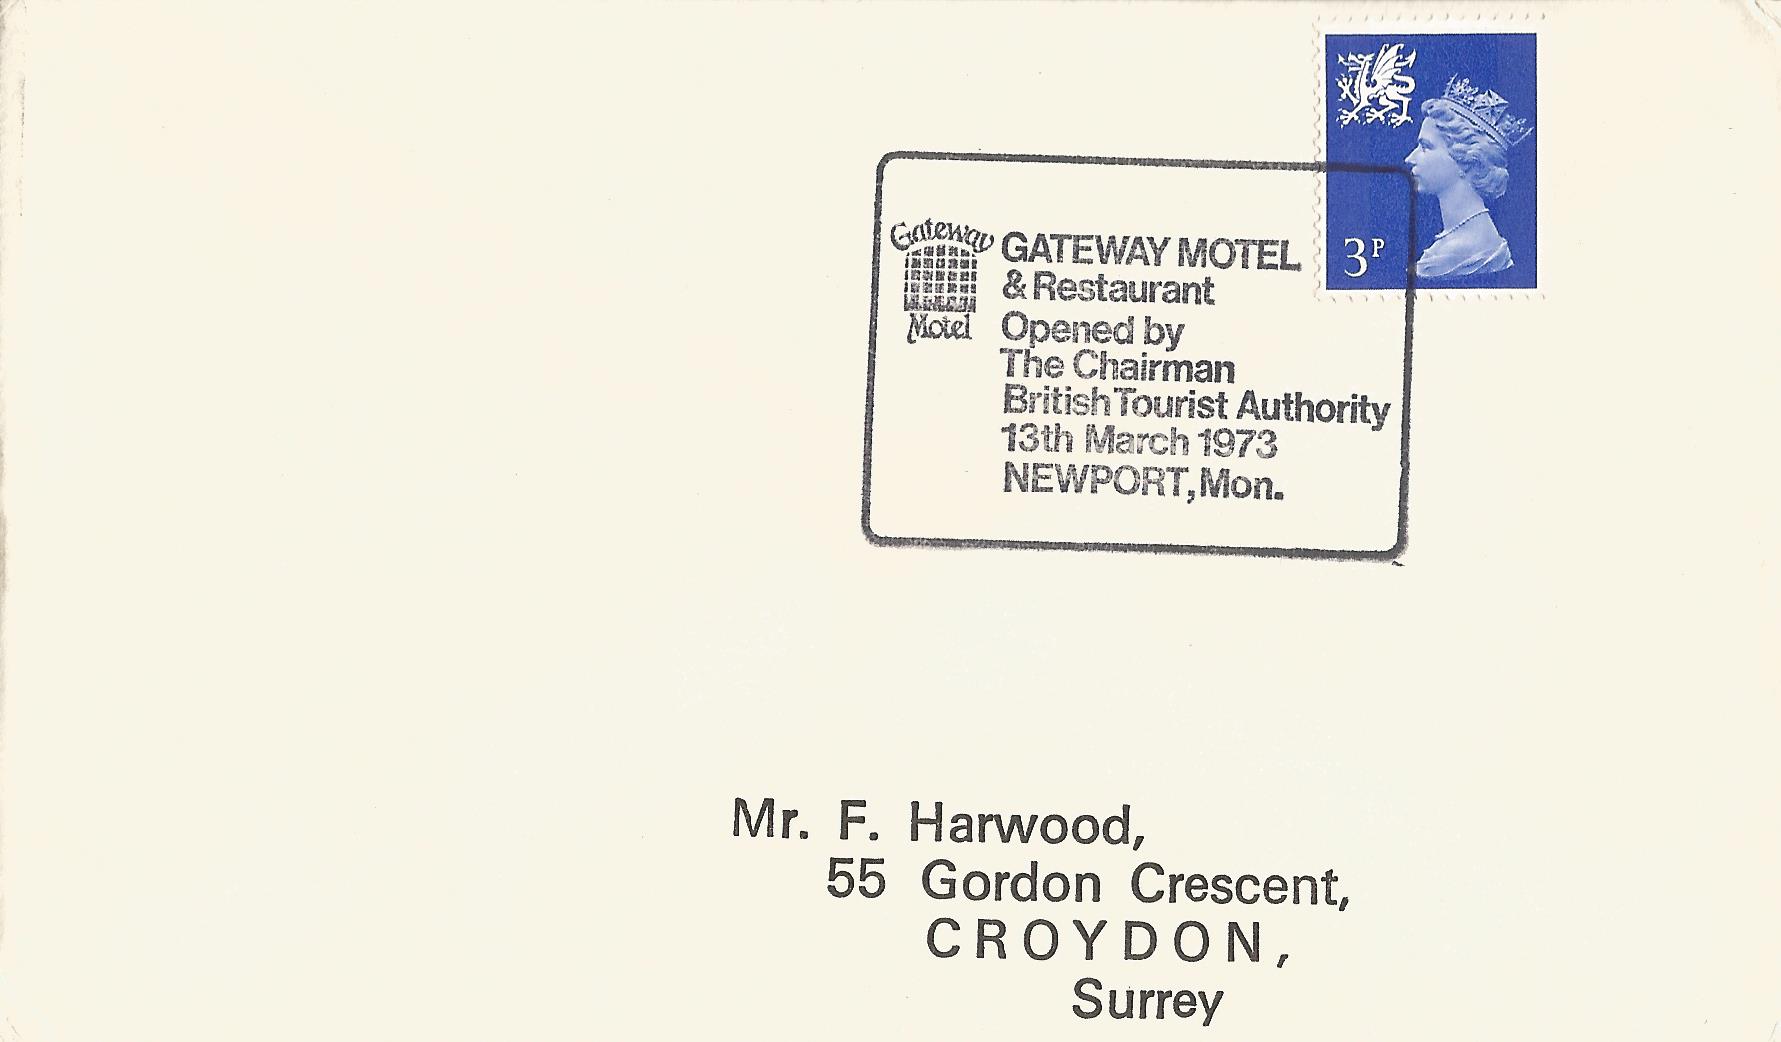 3P
Gateway
Motel
GATEWAY MOTEL
& Restaurant
Opened by
The Chairman
British Tourist Authority
13th March 1973
NEWPORT, Mon.
Mr. F. Harwood,
55 Gordon Crescent,
CROYDON,
Surrey